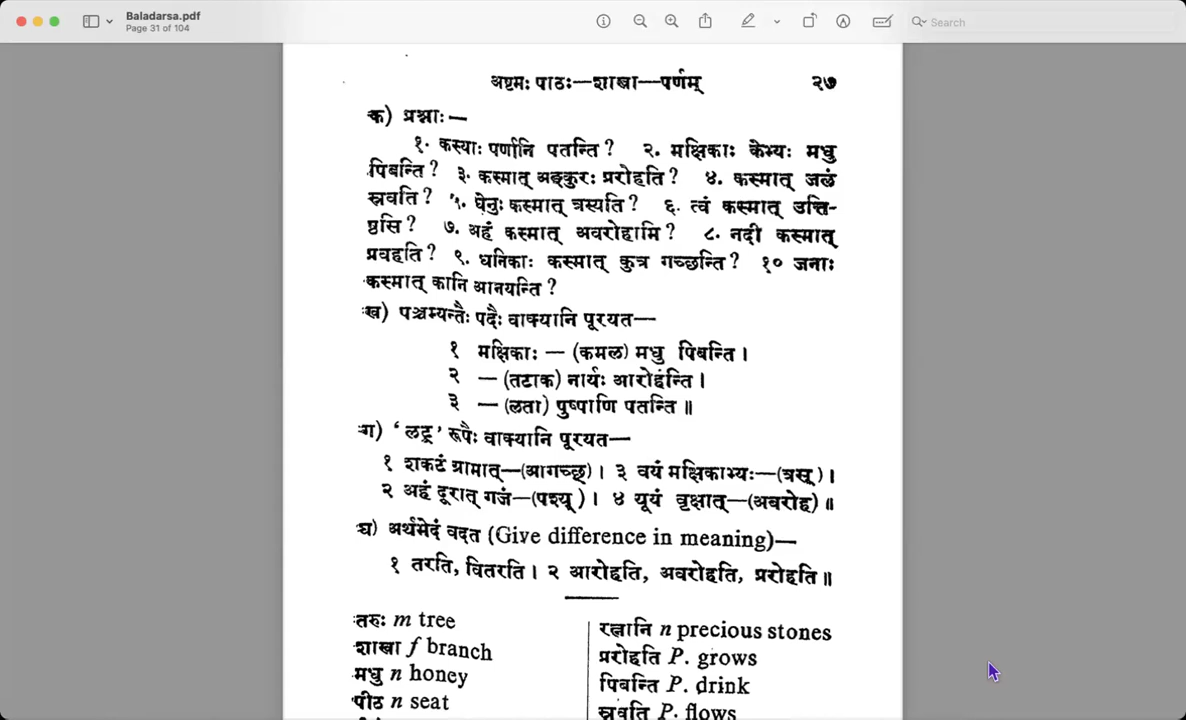 Baladarsa.pdf
Page 31 of 104
Search
अष्टमः पाठः—शाखा—पर्णम् २७
क) प्रश्नाः—
१. कस्याः पर्णानि पतन्ति ? २. मक्षिकाः केभ्यः मधु
पिबन्ति ? ३. कस्मात् अङ्कुरः प्ररोहति ? ४. कस्मात् जलं
स्रवति ? ५. धेनुः कस्मात् त्रस्यति ? ६. त्वं कस्मात् उत्ति-
ष्ठसि ? ७. अहं कस्मात् अवरोहामि ? ८. नदी कस्मात्
प्रवहति ? ९. धनिकाः कस्मात् कुत्र गच्छन्ति ? १० जनाः
कस्मात् कानि आनयन्ति ?
ख) पञ्चम्यन्तैः पदैः वाक्यानि पूरयत—
१ मक्षिकाः — (कमल) मधु पिबन्ति ।
२ — (तटाक) नार्यः आरोहन्ति ।
३ — (लता) पुष्पाणि पतन्ति ॥
ग) ‘लट्’ रूपैः वाक्यानि पूरयत—
१ शकटं ग्रामात्—(आगच्छ्) । ३ वयं मक्षिकाभ्यः—(त्रस्) ।
२ अहं दूरात् गजं—(पश्य्) । ४ यूयं वृक्षात्—(अवरोह) ॥
घ) अर्थभेदं वदत (Give difference in meaning)—
१ तरति, वितरति । २ आरोहति, अवरोहति, प्ररोहति ॥
तरुः m tree
शाखा f branch
मधु n honey
पीठ n seat
रत्नानि n precious stones
प्ररोहति P. grows
पिबन्ति P. drink
स्रवति P. flows